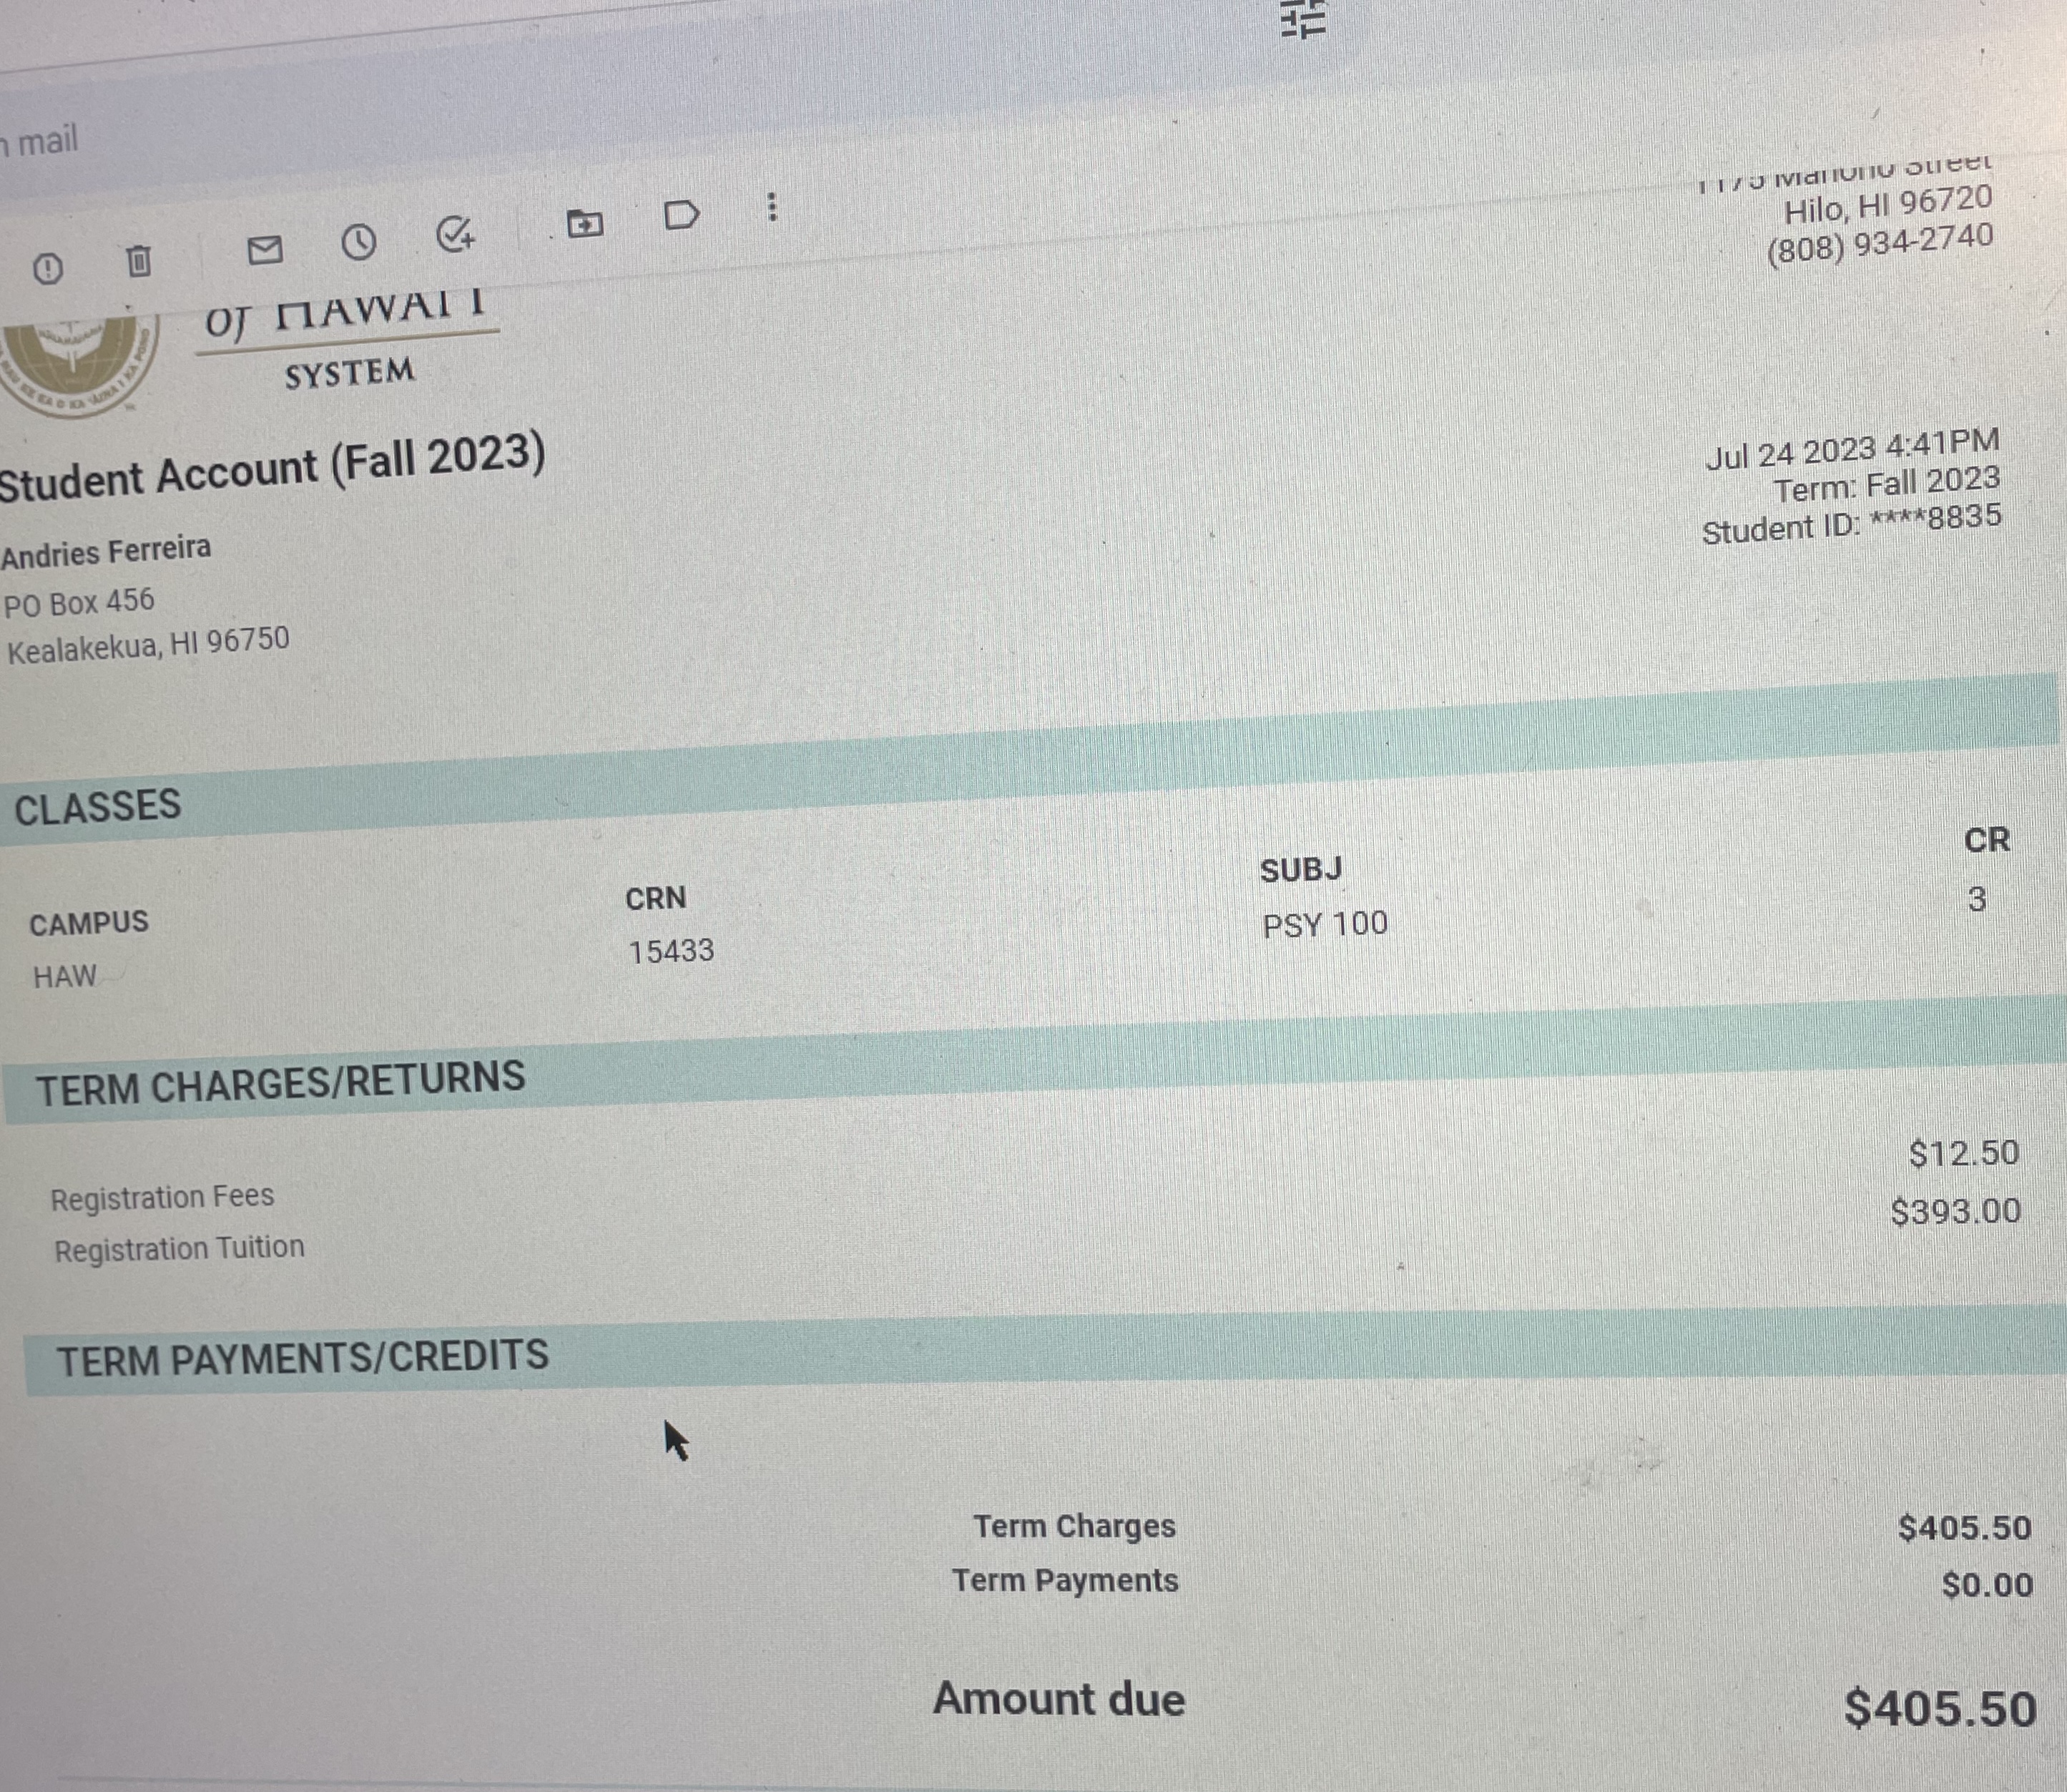 mail
Street
Hilo, HI 96720
(808) 934-2740
of HAWAI‘I
SYSTEM
Student Account (Fall 2023)
Jul 24 2023 4:41PM
Term: Fall 2023
Student ID: ****8835
Andries Ferreira
PO Box 456
Kealakekua, HI 96750
CLASSES
CAMPUS CRN SUBJ CR
HAW 15433 PSY 100 3
TERM CHARGES/RETURNS
Registration Fees $12.50
Registration Tuition $393.00
TERM PAYMENTS/CREDITS
Term Charges $405.50
Term Payments $0.00
Amount due $405.50